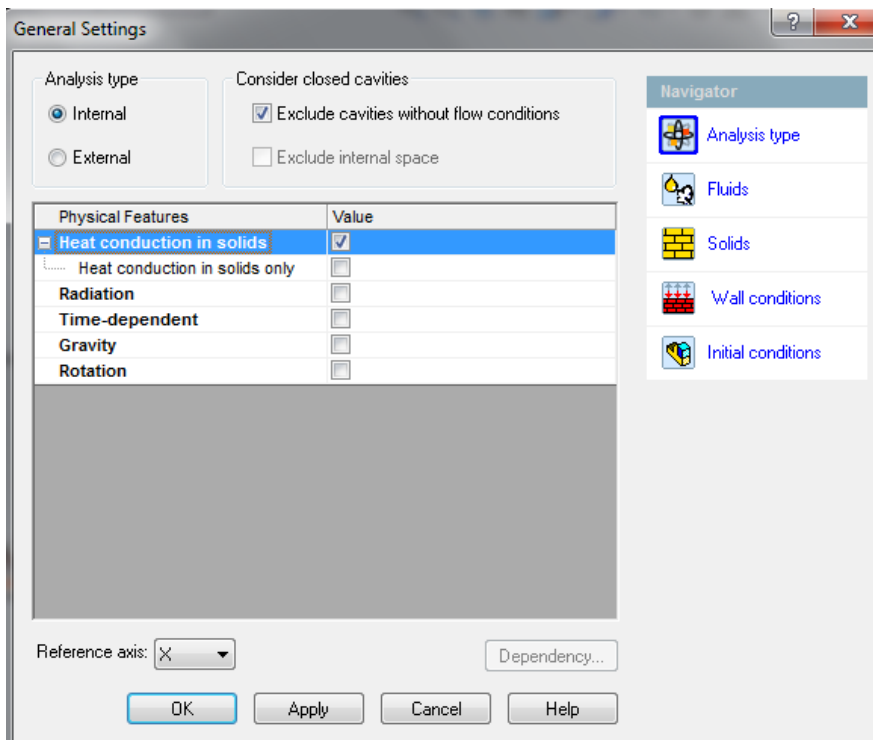 General Settings
Analysis type
Internal
External
Consider closed cavities
Exclude cavities without flow conditions
Exclude internal space
Physical Features Value
Heat conduction in solids
Heat conduction in solids only
Radiation
Time-dependent
Gravity
Rotation
Reference axis: X
Dependency...
OK Apply Cancel Help
Navigator
Analysis type
Fluids
Solids
Wall conditions
Initial conditions